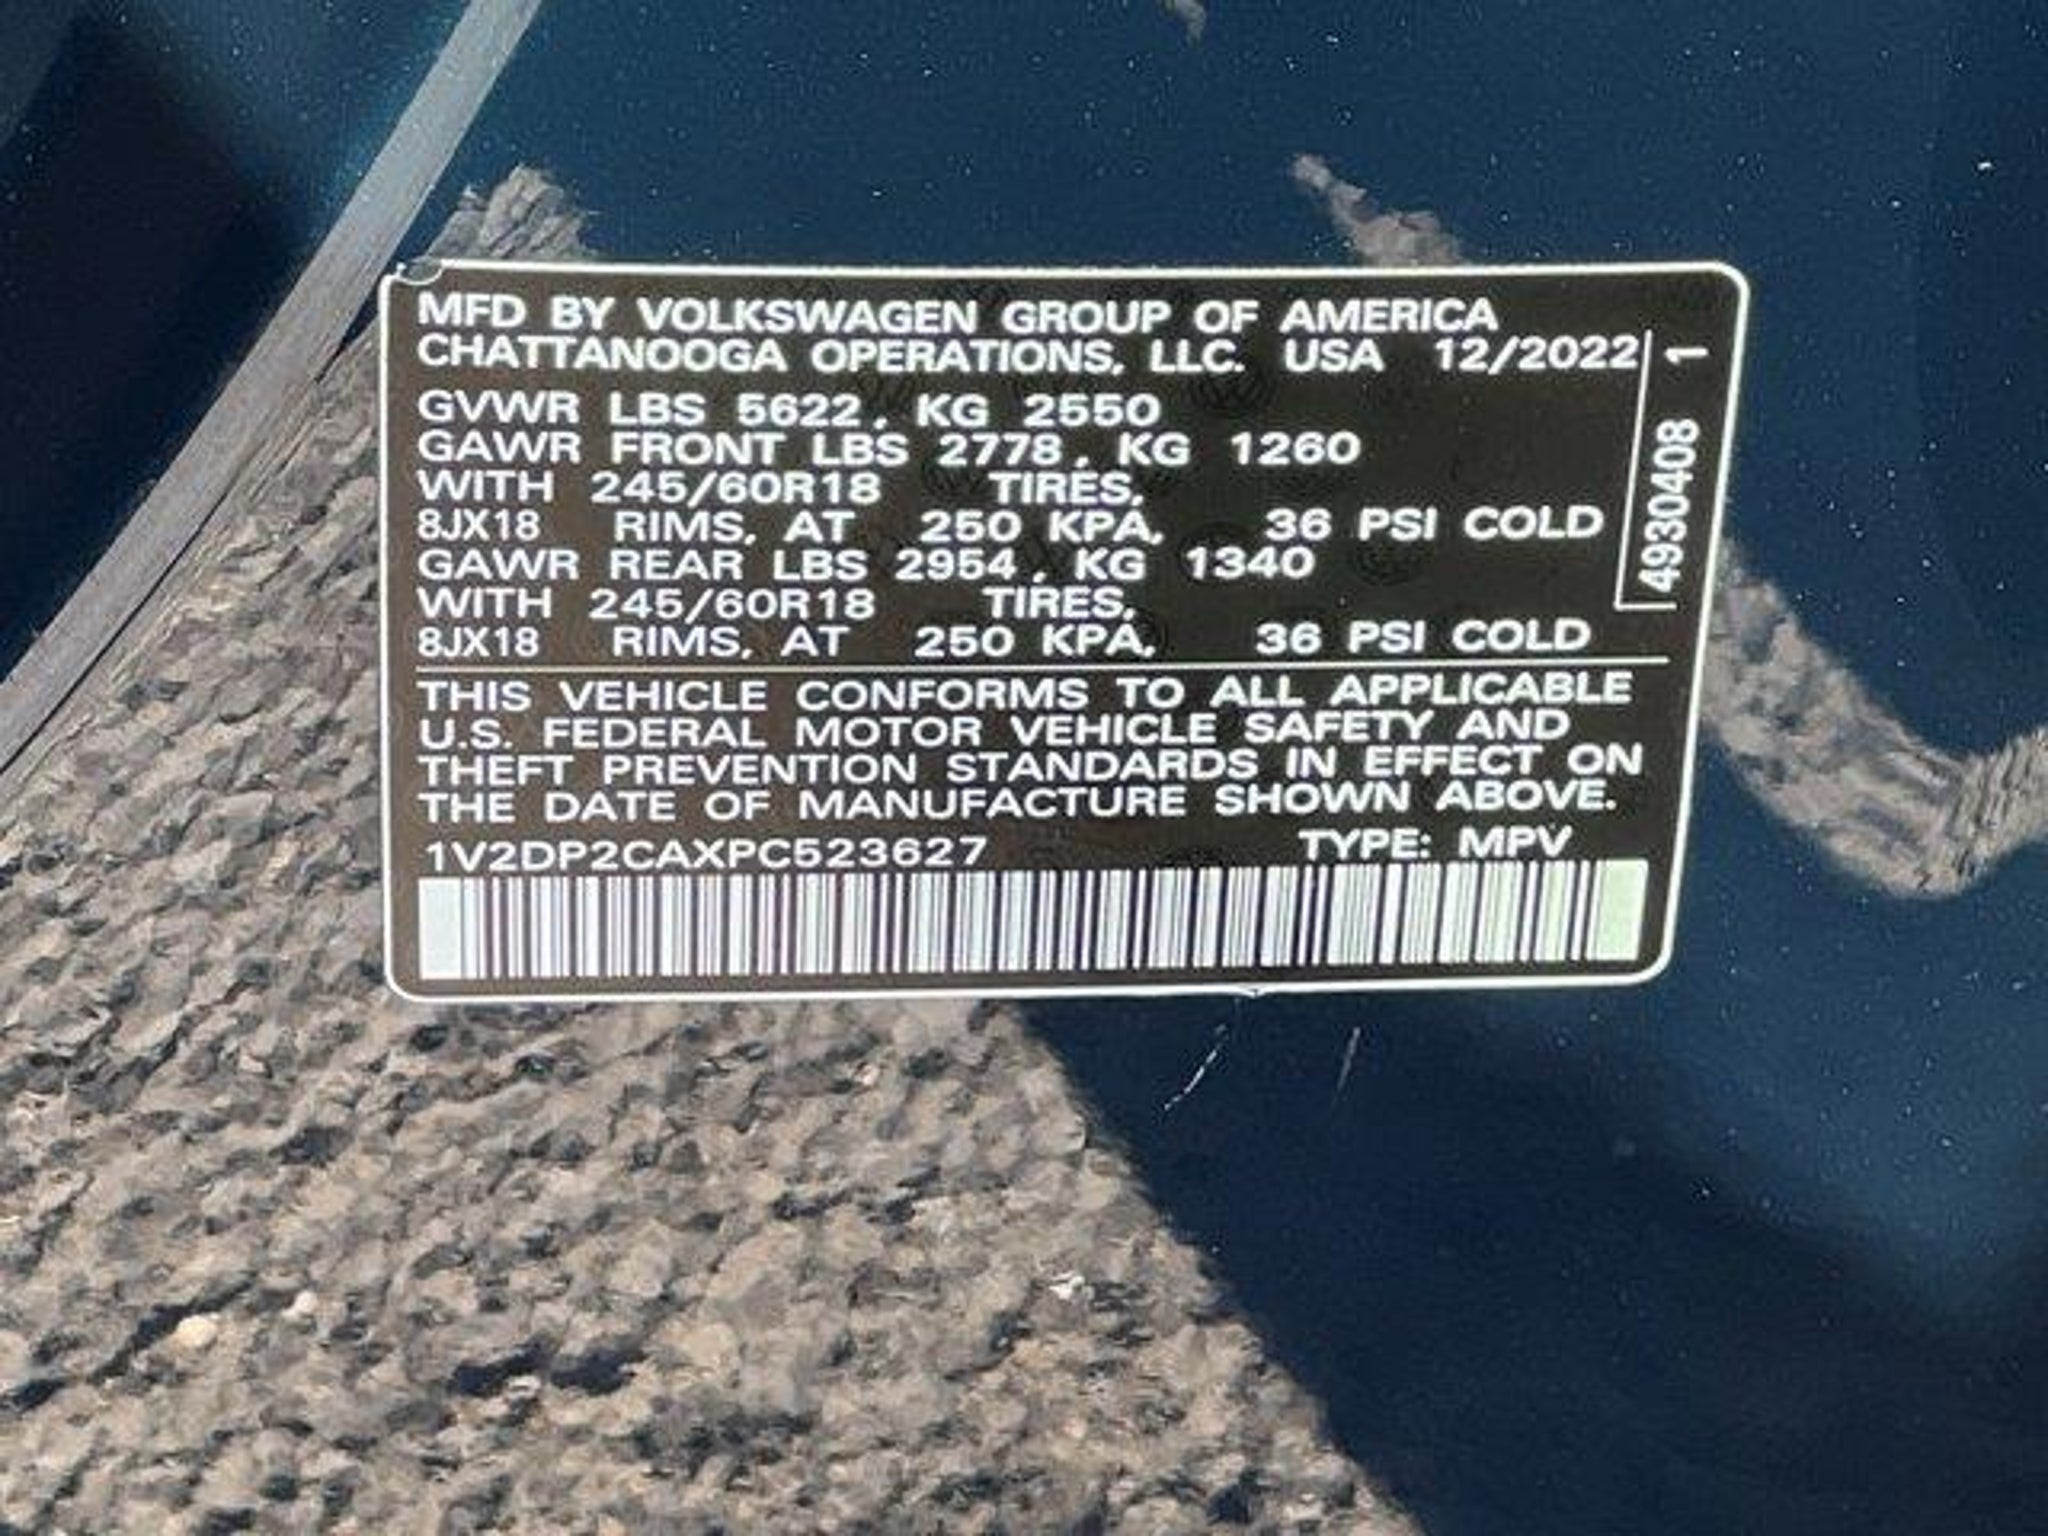 MFD BY VOLKSWAGEN GROUP OF AMERICA
CHATTANOOGA OPERATIONS, LLC. USA 12/2022
GVWR LBS 5622, KG 2550
GAWR FRONT LBS 2778, KG 1260
WITH 245/60R18 TIRES,
8JX18 RIMS, AT 250 KPA, 36 PSI COLD
GAWR REAR LBS 2954, KG 1340
WITH 245/60R18 TIRES,
8JX18 RIMS, AT 250 KPA, 36 PSI COLD
4930408 1
THIS VEHICLE CONFORMS TO ALL APPLICABLE
U.S. FEDERAL MOTOR VEHICLE SAFETY AND
THEFT PREVENTION STANDARDS IN EFFECT ON
THE DATE OF MANUFACTURE SHOWN ABOVE.
1V2DP2CAXPC523627 TYPE: MPV